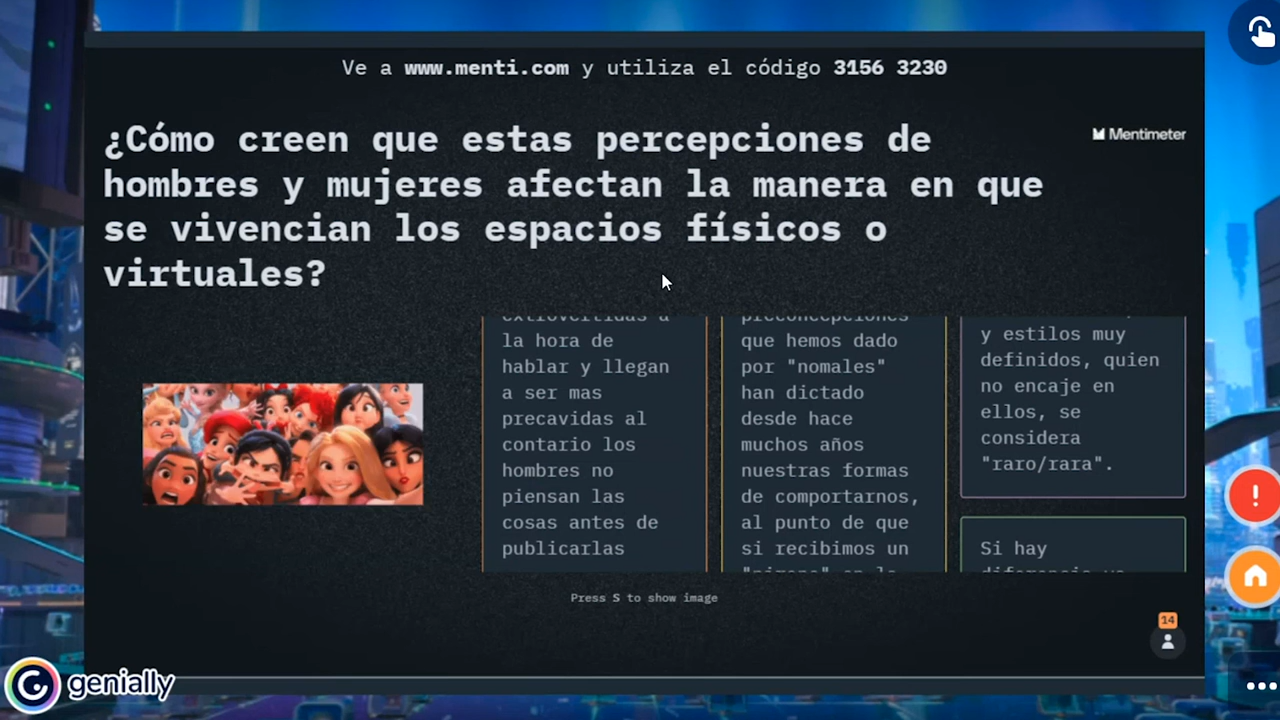 Ve a www.menti.com y utiliza el código 3156 3230
¿Cómo creen que estas percepciones de
hombres y mujeres afectan la manera en que
se vivencian los espacios físicos o
virtuales?
Mentimeter
extrovertidas a
la hora de
hablar y llegan
a ser mas
precavidas al
contario los
hombres no
piensan las
cosas antes de
publicarlas
preconcepciones
que hemos dado
por "nomales"
han dictado
desde hace
muchos años
nuestras formas
de comportarnos,
al punto de que
si recibimos un
y estilos muy
definidos, quien
no encaje en
ellos, se
considera
"raro/rara".
Si hay
Press S to show image
14
genially